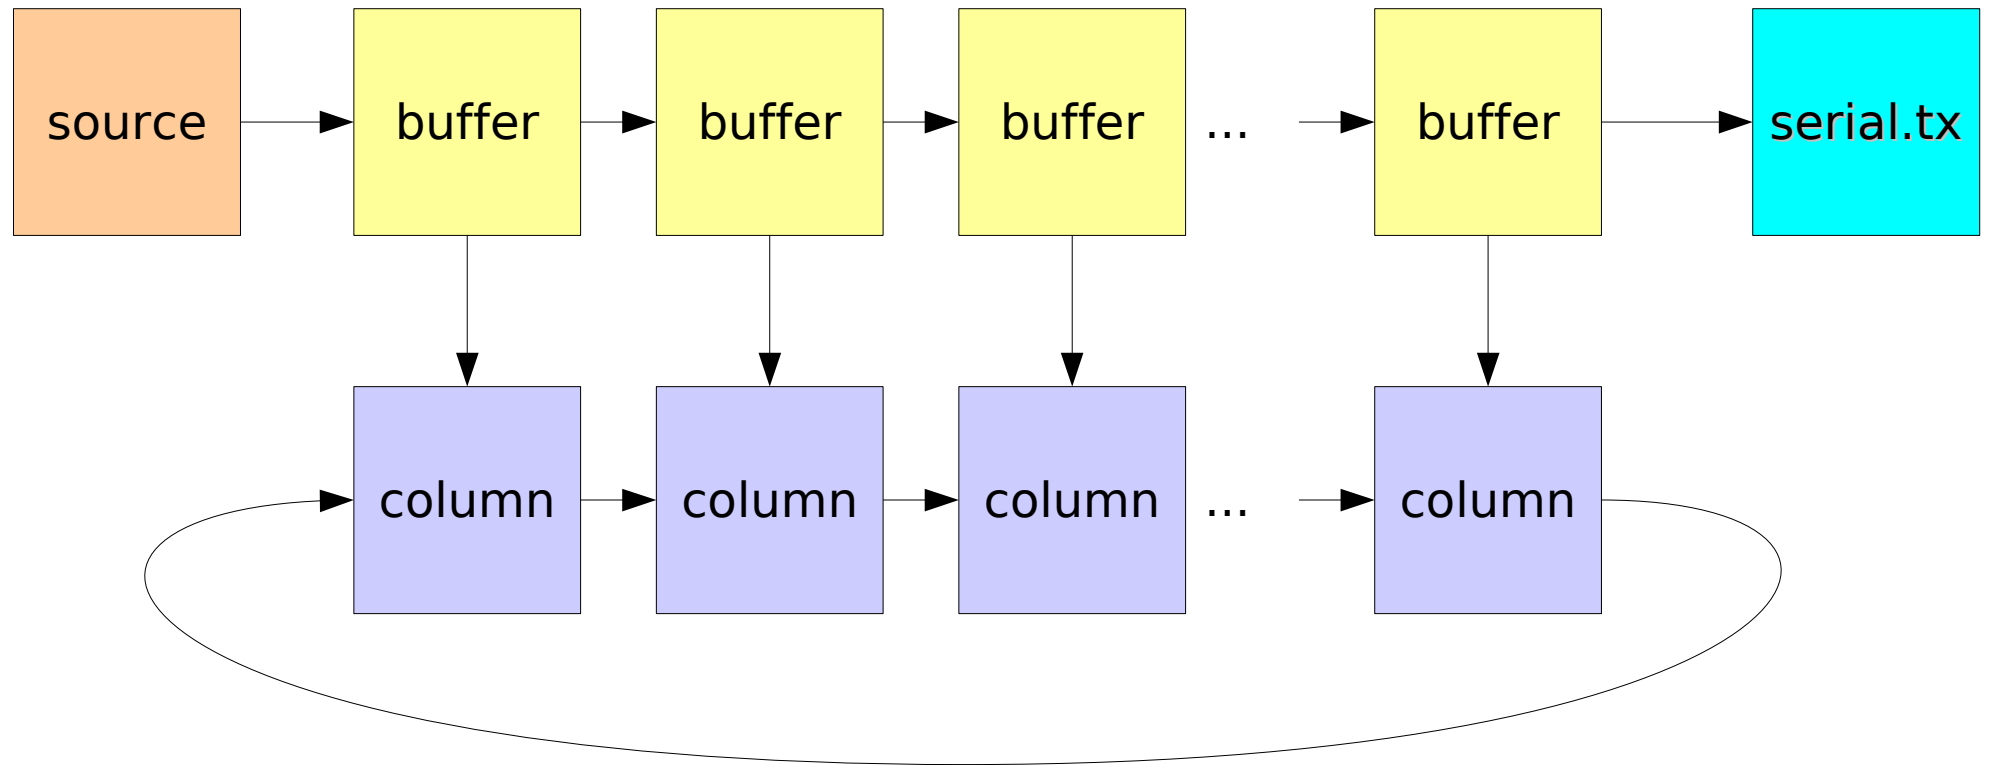 source
buffer
buffer
buffer
...
buffer
serial.tx
column
column
column
...
column